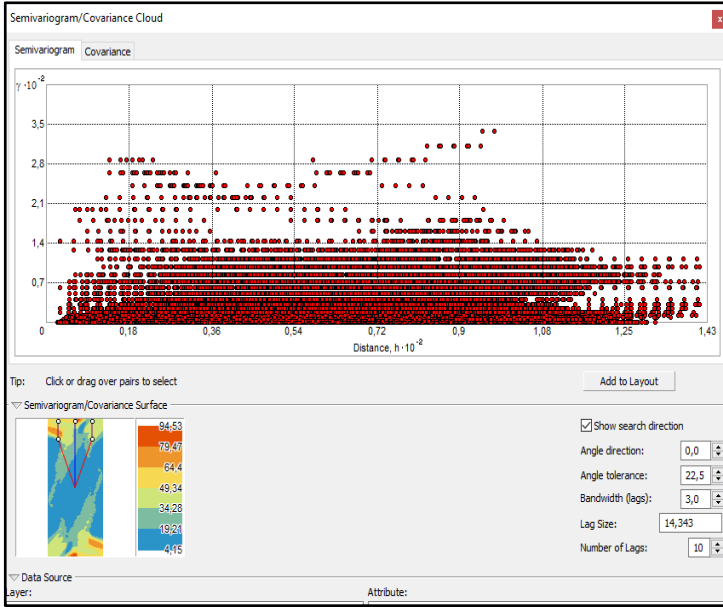 Semivariogram/Covariance Cloud
x
Semivariogram Covariance
γ·10⁻²
3,5
2,8
2,1
1,4
0,7
0 0,18 0,36 0,54 0,72 0,9 1,08 1,25 1,43
Distance, h·10⁻²
Tip: Click or drag over pairs to select Add to Layout
Semivariogram/Covariance Surface
94,53
79,47
64,4
49,34
34,28
19,21
4,15
Show search direction
Angle direction: 0,0
Angle tolerance: 22,5
Bandwidth (lags): 3,0
Lag Size: 14,343
Number of Lags: 10
Data Source
Layer: Attribute: